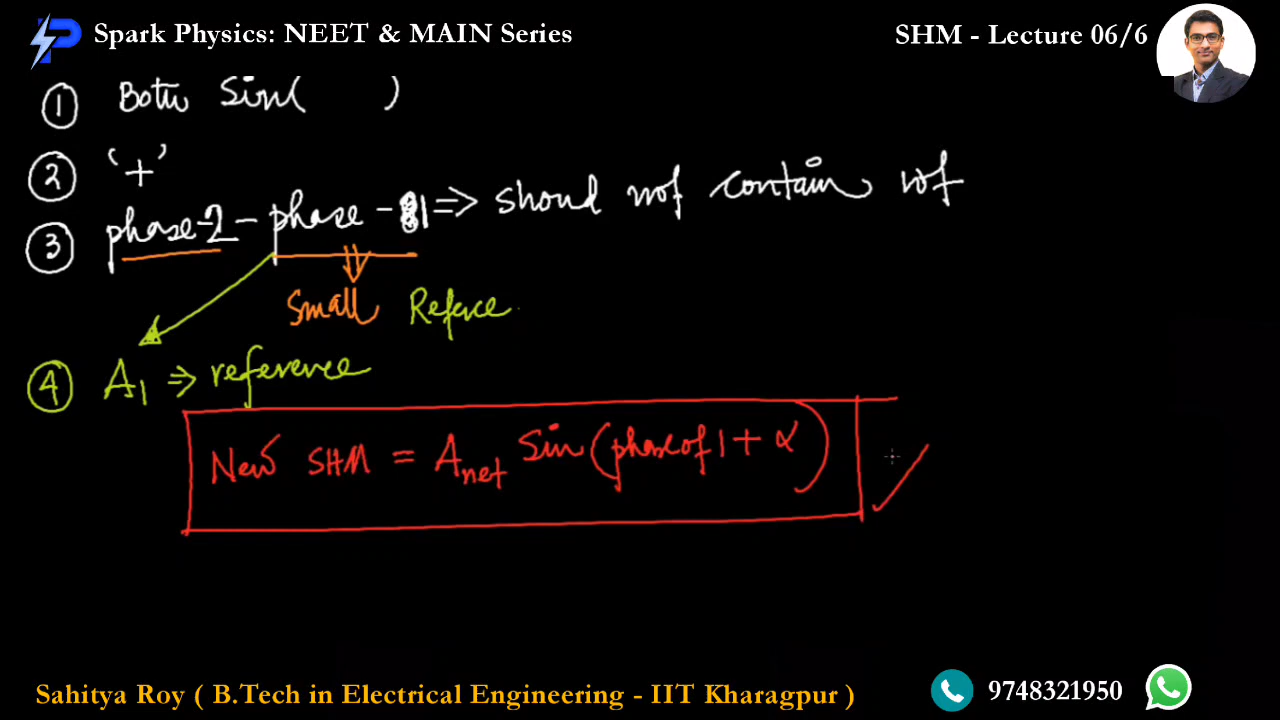 Spark Physics: NEET & MAIN Series
SHM - Lecture 06/6
① Both Sin( )
② '+'
③ phase-2 - phase - 1 => should not contain wt
Small Reference
④ A1 => reference
New SHM = Anet Sin(phase of 1 + α)
Sahitya Roy ( B.Tech in Electrical Engineering - IIT Kharagpur )
9748321950